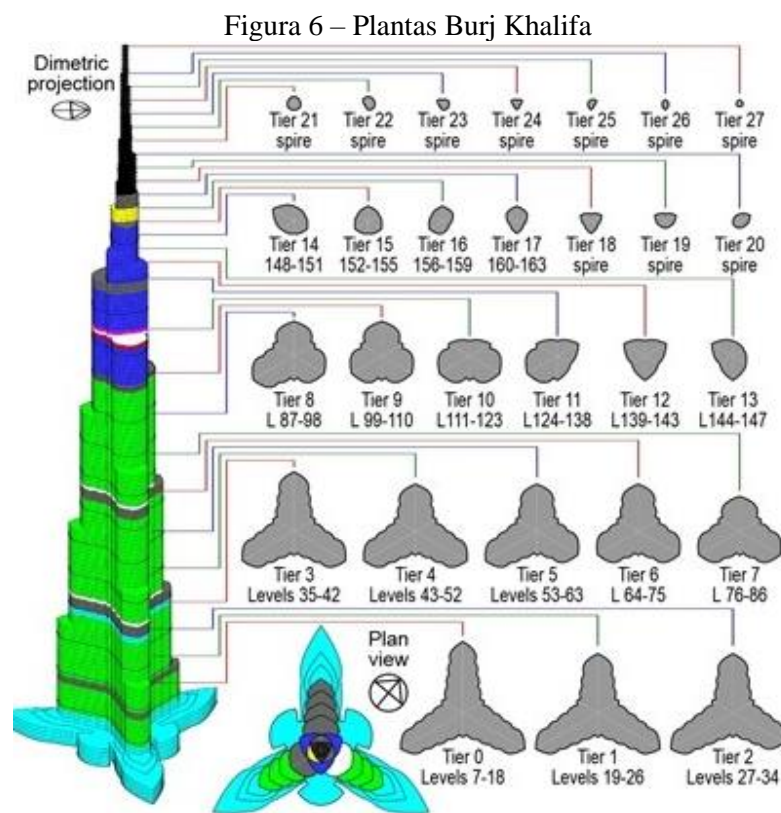 Figura 6 – Plantas Burj Khalifa
Dimetric
projection
Tier 21 Tier 22 Tier 23 Tier 24 Tier 25 Tier 26 Tier 27
spire spire spire spire spire spire spire
Tier 14 Tier 15 Tier 16 Tier 17 Tier 18 Tier 19 Tier 20
148-151 152-155 156-159 160-163 spire spire spire
Tier 8 Tier 9 Tier 10 Tier 11 Tier 12 Tier 13
L 87-98 L 99-110 L111-123 L124-138 L139-143 L144-147
Tier 3 Tier 4 Tier 5 Tier 6 Tier 7
Levels 35-42 Levels 43-52 Levels 53-63 L 64-75 L 76-86
Plan
view
Tier 0 Tier 1 Tier 2
Levels 7-18 Levels 19-26 Levels 27-34